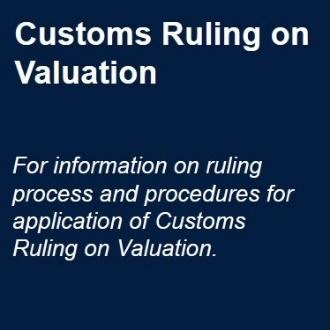 Customs Ruling on
Valuation
For information on ruling
process and procedures for
application of Customs
Ruling on Valuation.